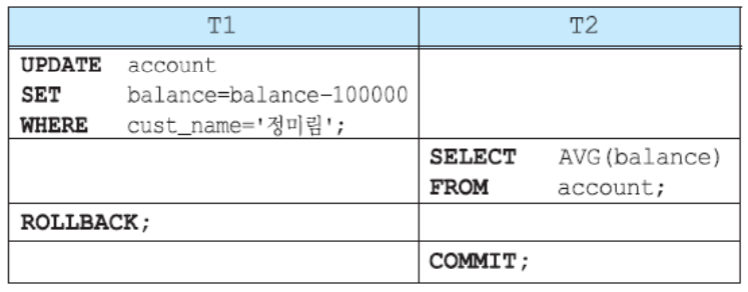 T1 T2
UPDATE account
SET balance=balance-100000
WHERE cust_name='정미림';
SELECT AVG(balance)
FROM account;
ROLLBACK;
COMMIT;